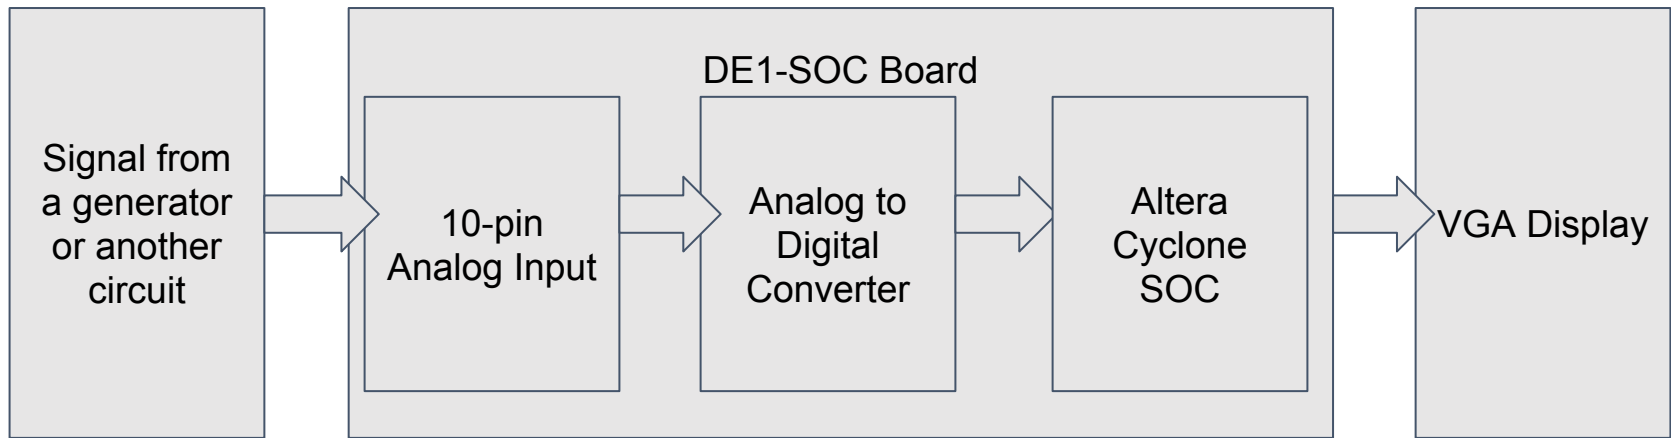 Signal from
a generator
or another
circuit
DE1-SOC Board
10-pin
Analog Input
Analog to
Digital
Converter
Altera
Cyclone
SOC
VGA Display